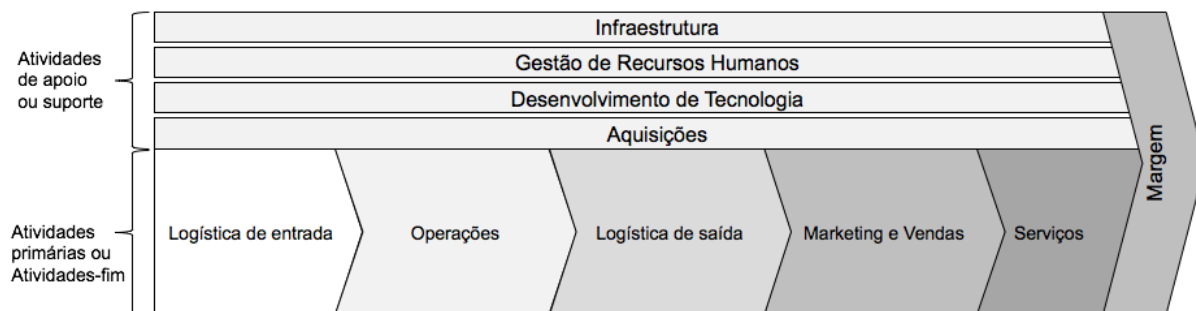 Infraestrutura
Gestão de Recursos Humanos
Desenvolvimento de Tecnologia
Aquisições
Atividades
de apoio
ou suporte
Margem
Atividades
primárias ou
Atividades-fim
Logística de entrada
Operações
Logística de saída
Marketing e Vendas
Serviços